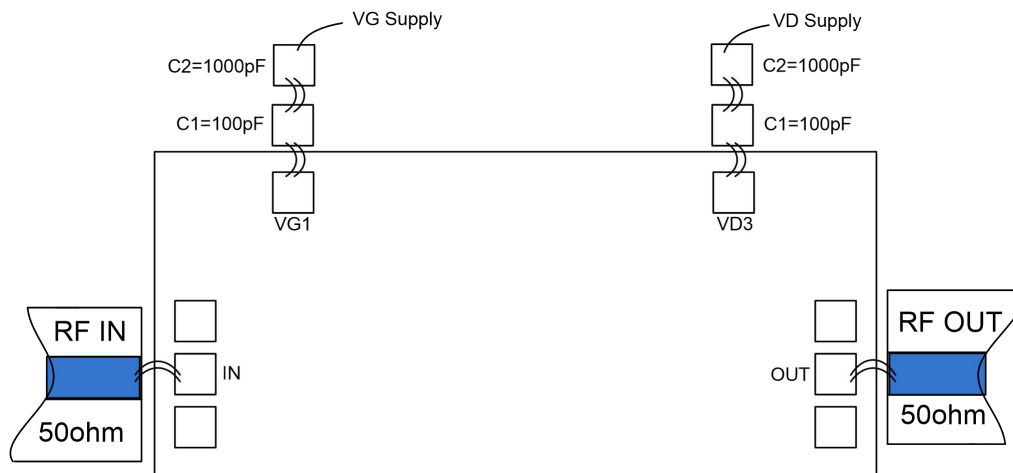 VG Supply
VD Supply
C2=1000pF
C2=1000pF
C1=100pF
C1=100pF
VG1
VD3
RF IN
RF OUT
IN
OUT
50ohm
50ohm